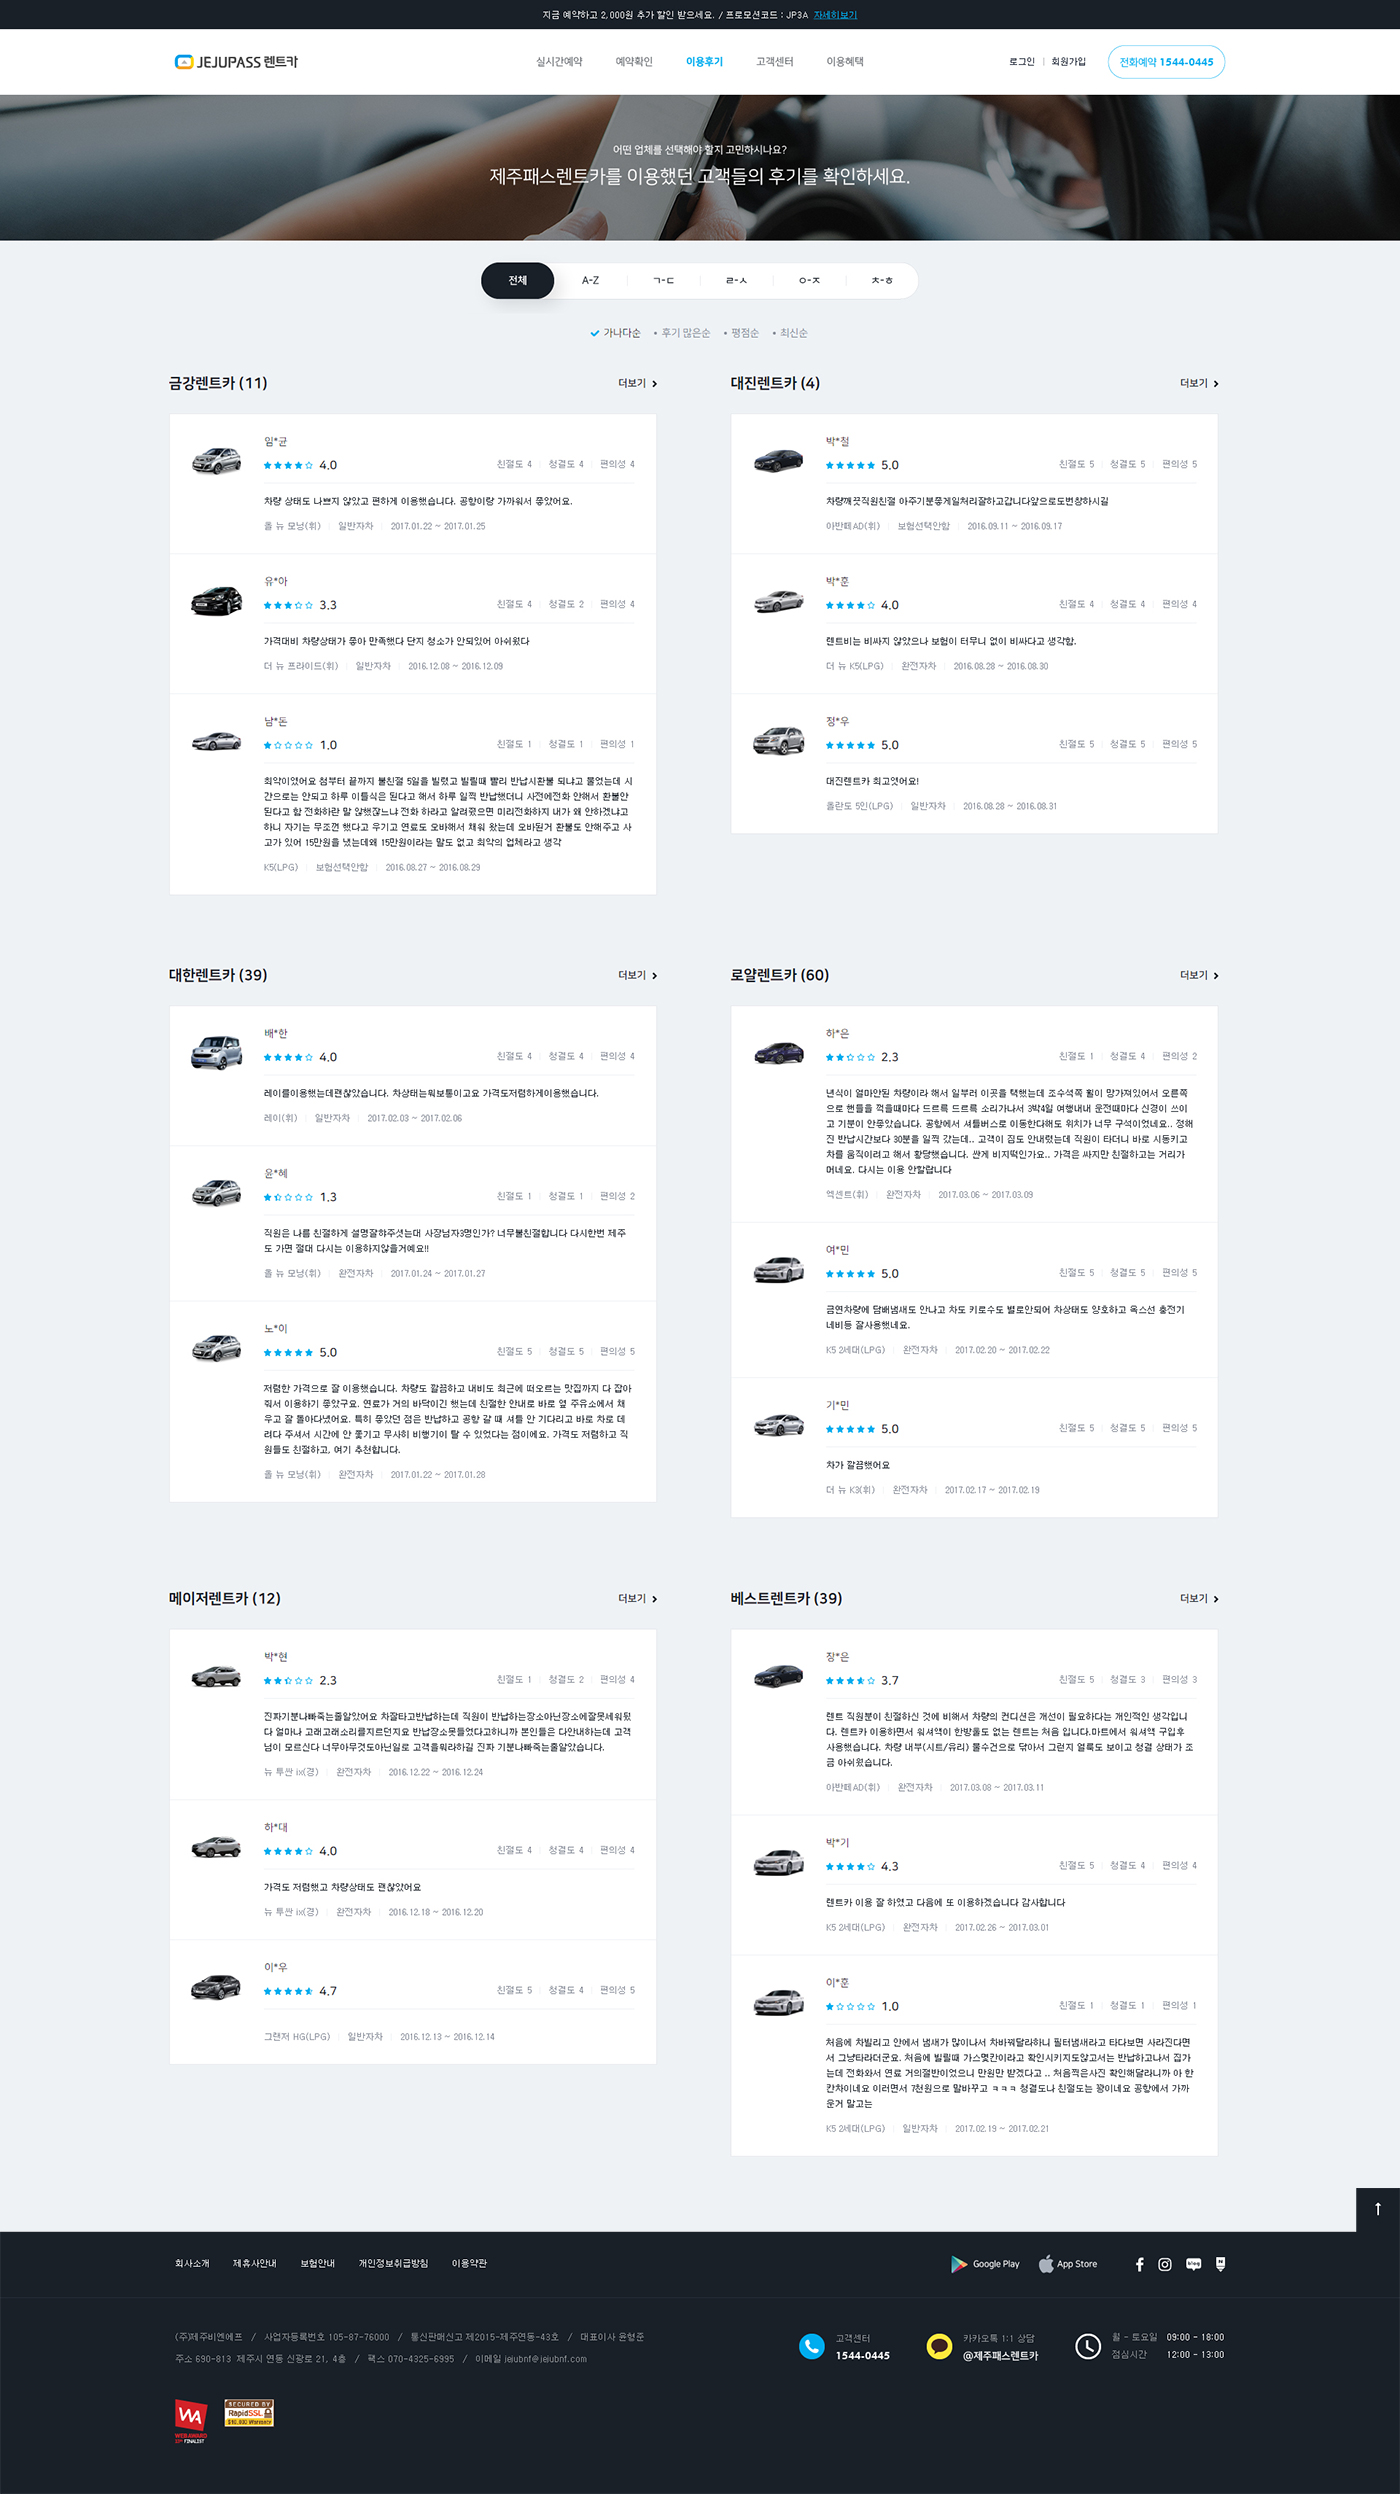 지금 예약하고 2,000원 추가 할인 받으세요. / 프로모션코드 : JP3A 자세히보기
JEJUPASS 렌트카
실시간예약 예약확인 이용후기 고객센터 이용혜택
로그인 회원가입 전화예약 1544-0445
어떤 업체를 선택해야 할지 고민하시나요?
제주패스렌트카를 이용했던 고객들의 후기를 확인하세요.
전체 A-Z ㄱ-ㄷ ㄹ-ㅅ ㅇ-ㅈ ㅊ-ㅎ
가나다순 후기 많은순 평점순 최신순
금강렌트카 (11) 더보기
임*균
4.0 친절도 4 청결도 4 편의성 4
차량 상태도 나쁘지 않았고 편하게 이용했습니다. 공항이랑 가까워서 좋았어요.
올 뉴 모닝(휘) 일반자차 2017.01.22 ~ 2017.01.25
유*아
3.3 친절도 4 청결도 2 편의성 4
가격대비 차량상태가 좋아 만족했다 단지 청소가 안되있어 아쉬웠다
더 뉴 프라이드(휘) 일반자차 2016.12.08 ~ 2016.12.09
남*돈
1.0 친절도 1 청결도 1 편의성 1
최악이였어요 첨부터 끝까지 불친절 5일을 빌렸고 빌릴때 빨리 반납시환불 되냐고 물었는데 시
간으로는 안되고 하루 이틀식은 된다고 해서 하루 일찍 반납했더니 사전에전화 안해서 환불안
된다고 함 전화하란 말 안했잖느냐 전화 하라고 알려줬으면 미리전화하지 내가 왜 안하겠냐고
하니 자기는 무조껀 했다고 우기고 연료도 오바해서 채워 왔는데 오바된거 환불도 안해주고 사
고가 있어 15만원을 냈는데왜 15만원이라는 말도 없고 최악의 업체라고 생각
K5(LPG) 보험선택안함 2016.08.27 ~ 2016.08.29
대진렌트카 (4) 더보기
박*철
5.0 친절도 5 청결도 5 편의성 5
차량깨끗직원친절 아주기분좋게일처리잘하고갑니다앞으로도번창하시길
아반떼AD(휘) 보험선택안함 2016.09.11 ~ 2016.09.17
박*훈
4.0 친절도 4 청결도 4 편의성 4
렌트비는 비싸지 않았으나 보험이 터무니 없이 비싸다고 생각함.
더 뉴 K5(LPG) 완전자차 2016.08.28 ~ 2016.08.30
정*우
5.0 친절도 5 청결도 5 편의성 5
대진렌트카 최고엿어요!
올란도 5인(LPG) 일반자차 2016.08.28 ~ 2016.08.31
대한렌트카 (39) 더보기
배*한
4.0 친절도 4 청결도 4 편의성 4
레이를이용했는데괜찮았습니다. 차상태는뭐보통이고요 가격도저렴하게이용했습니다.
레이(휘) 일반자차 2017.02.03 ~ 2017.02.06
윤*혜
1.3 친절도 1 청결도 1 편의성 2
직원은 나름 친절하게 설명잘햐주셧는대 사장남자3명인가? 너무불친절합니다 다시한번 제주
도 가면 절대 다시는 이용하지않을거예요!!
올 뉴 모닝(휘) 완전자차 2017.01.24 ~ 2017.01.27
노*이
5.0 친절도 5 청결도 5 편의성 5
저렴한 가격으로 잘 이용했습니다. 차량도 깔끔하고 내비도 최근에 떠오르는 맛집까지 다 잡아
줘서 이용하기 좋았구요. 연료가 거의 바닥이긴 했는데 친절한 안내로 바로 옆 주유소에서 채
우고 잘 돌아다녔어요. 특히 좋았던 점은 반납하고 공항 갈 때 셔틀 안 기다리고 바로 차로 데
려다 주셔서 시간에 안 쫓기고 무사히 비행기이 탈 수 있었다는 점이에요. 가격도 저렴하고 직
원들도 친절하고, 여기 추천합니다.
올 뉴 모닝(휘) 완전자차 2017.01.22 ~ 2017.01.28
로얄렌트카 (60) 더보기
하*은
2.3 친절도 1 청결도 4 편의성 2
년식이 얼마안된 차량이라 해서 일부러 이곳을 택했는데 조수석쪽 휠이 망가져있어서 오른쪽
으로 핸들을 꺽을때마다 드르륵 드르륵 소리가나서 3박4일 여행내내 운전때마다 신경이 쓰이
고 기분이 안좋았습니다. 공항에서 셔틀버스로 이동한다해도 위치가 너무 구석이었네요.. 정해
진 반납시간보다 30분을 일찍 갔는데.. 고객이 짐도 안내렸는데 직원이 타더니 바로 시동키고
차를 움직이려고 해서 황당했습니다. 싼게 비지떡인가요.. 가격은 싸지만 친절하고는 거리가
머네요. 다시는 이용 안할랍니다
엑센트(휘) 완전자차 2017.03.06 ~ 2017.03.09
여*민
5.0 친절도 5 청결도 5 편의성 5
금연차량에 담배냄새도 안나고 차도 키로수도 별로안되어 차상태도 양호하고 옥스선 충전기
네비등 잘사용했네요.
K5 2세대(LPG) 완전자차 2017.02.20 ~ 2017.02.22
기*민
5.0 친절도 5 청결도 5 편의성 5
차가 깔끔했어요
더 뉴 K3(휘) 완전자차 2017.02.17 ~ 2017.02.19
메이저렌트카 (12) 더보기
박*현
2.3 친절도 1 청결도 2 편의성 4
진짜기분나빠죽는줄알았어요 차잘타고반납하는데 직원이 반납하는장소아닌장소에잘못세워뒀
다 얼마나 고래고래소리를지르던지요 반납장소못들었다고하니까 본인들은 다안내하는데 고객
님이 모르신다 너무아무것도아닌일로 고객을뭐라하길 진짜 기분나빠죽는줄알았습니다.
뉴 투싼 ix(경) 완전자차 2016.12.22 ~ 2016.12.24
하*대
4.0 친절도 4 청결도 4 편의성 4
가격도 저렴했고 차량상태도 괜찮았어요
뉴 투싼 ix(경) 완전자차 2016.12.18 ~ 2016.12.20
이*우
4.7 친절도 5 청결도 4 편의성 5
그랜저 HG(LPG) 일반자차 2016.12.13 ~ 2016.12.14
베스트렌트카 (39) 더보기
장*은
3.7 친절도 5 청결도 3 편의성 3
렌트 직원분이 친절하신 것에 비해서 차량의 컨디션은 개선이 필요하다는 개인적인 생각입니
다. 렌트카 이용하면서 워셔액이 한방울도 없는 렌트는 처음 입니다.마트에서 워셔액 구입후
사용했습니다. 차량 내부(시트/유리) 물수건으로 닦아서 그런지 얼룩도 보이고 청결 상태가 조
금 아쉬웠습니다.
아반떼AD(휘) 완전자차 2017.03.08 ~ 2017.03.11
박*기
4.3 친절도 5 청결도 4 편의성 4
렌트카 이용 잘 하였고 다음에 또 이용하겠습니다 감사합니다
K5 2세대(LPG) 완전자차 2017.02.26 ~ 2017.03.01
이*훈
1.0 친절도 1 청결도 1 편의성 1
처음에 차빌리고 안에서 냄새가 많이나서 차바꿔달라하니 필터냄새라고 타다보면 사라진다면
서 그냥타라더군요. 처음에 빌릴때 가스몇칸이라고 확인시키지도않고서는 반납하고나서 집가
는데 전화와서 연료 거의절반이었으니 만원만 받겠다고 .. 처음찍은사진 확인해달라니까 아 한
칸차이네요 이러면서 7천원으로 말바꾸고 ㅋㅋㅋ 청결도나 친절도는 꽝이네요 공항에서 가까
운거 말고는
K5 2세대(LPG) 일반자차 2017.02.19 ~ 2017.02.21
회사소개 제휴사안내 보험안내 개인정보취급방침 이용약관
Google Play App Store blog
(주)제주비엔에프 / 사업자등록번호 105-87-76000 / 통신판매신고 제2015-제주연동-43호 / 대표이사 윤형준
주소 690-813 제주시 연동 신광로 21, 4층 / 팩스 070-4325-6995 / 이메일 jejubnf@jejubnf.com
고객센터
1544-0445
카카오톡 1:1 상담
@제주패스렌트카
월 - 토요일 09:00 - 18:00
점심시간 12:00 - 13:00
WA
WEB AWARD
FINALIST
SECURED BY
RapidSSL
$10,000 Warranty